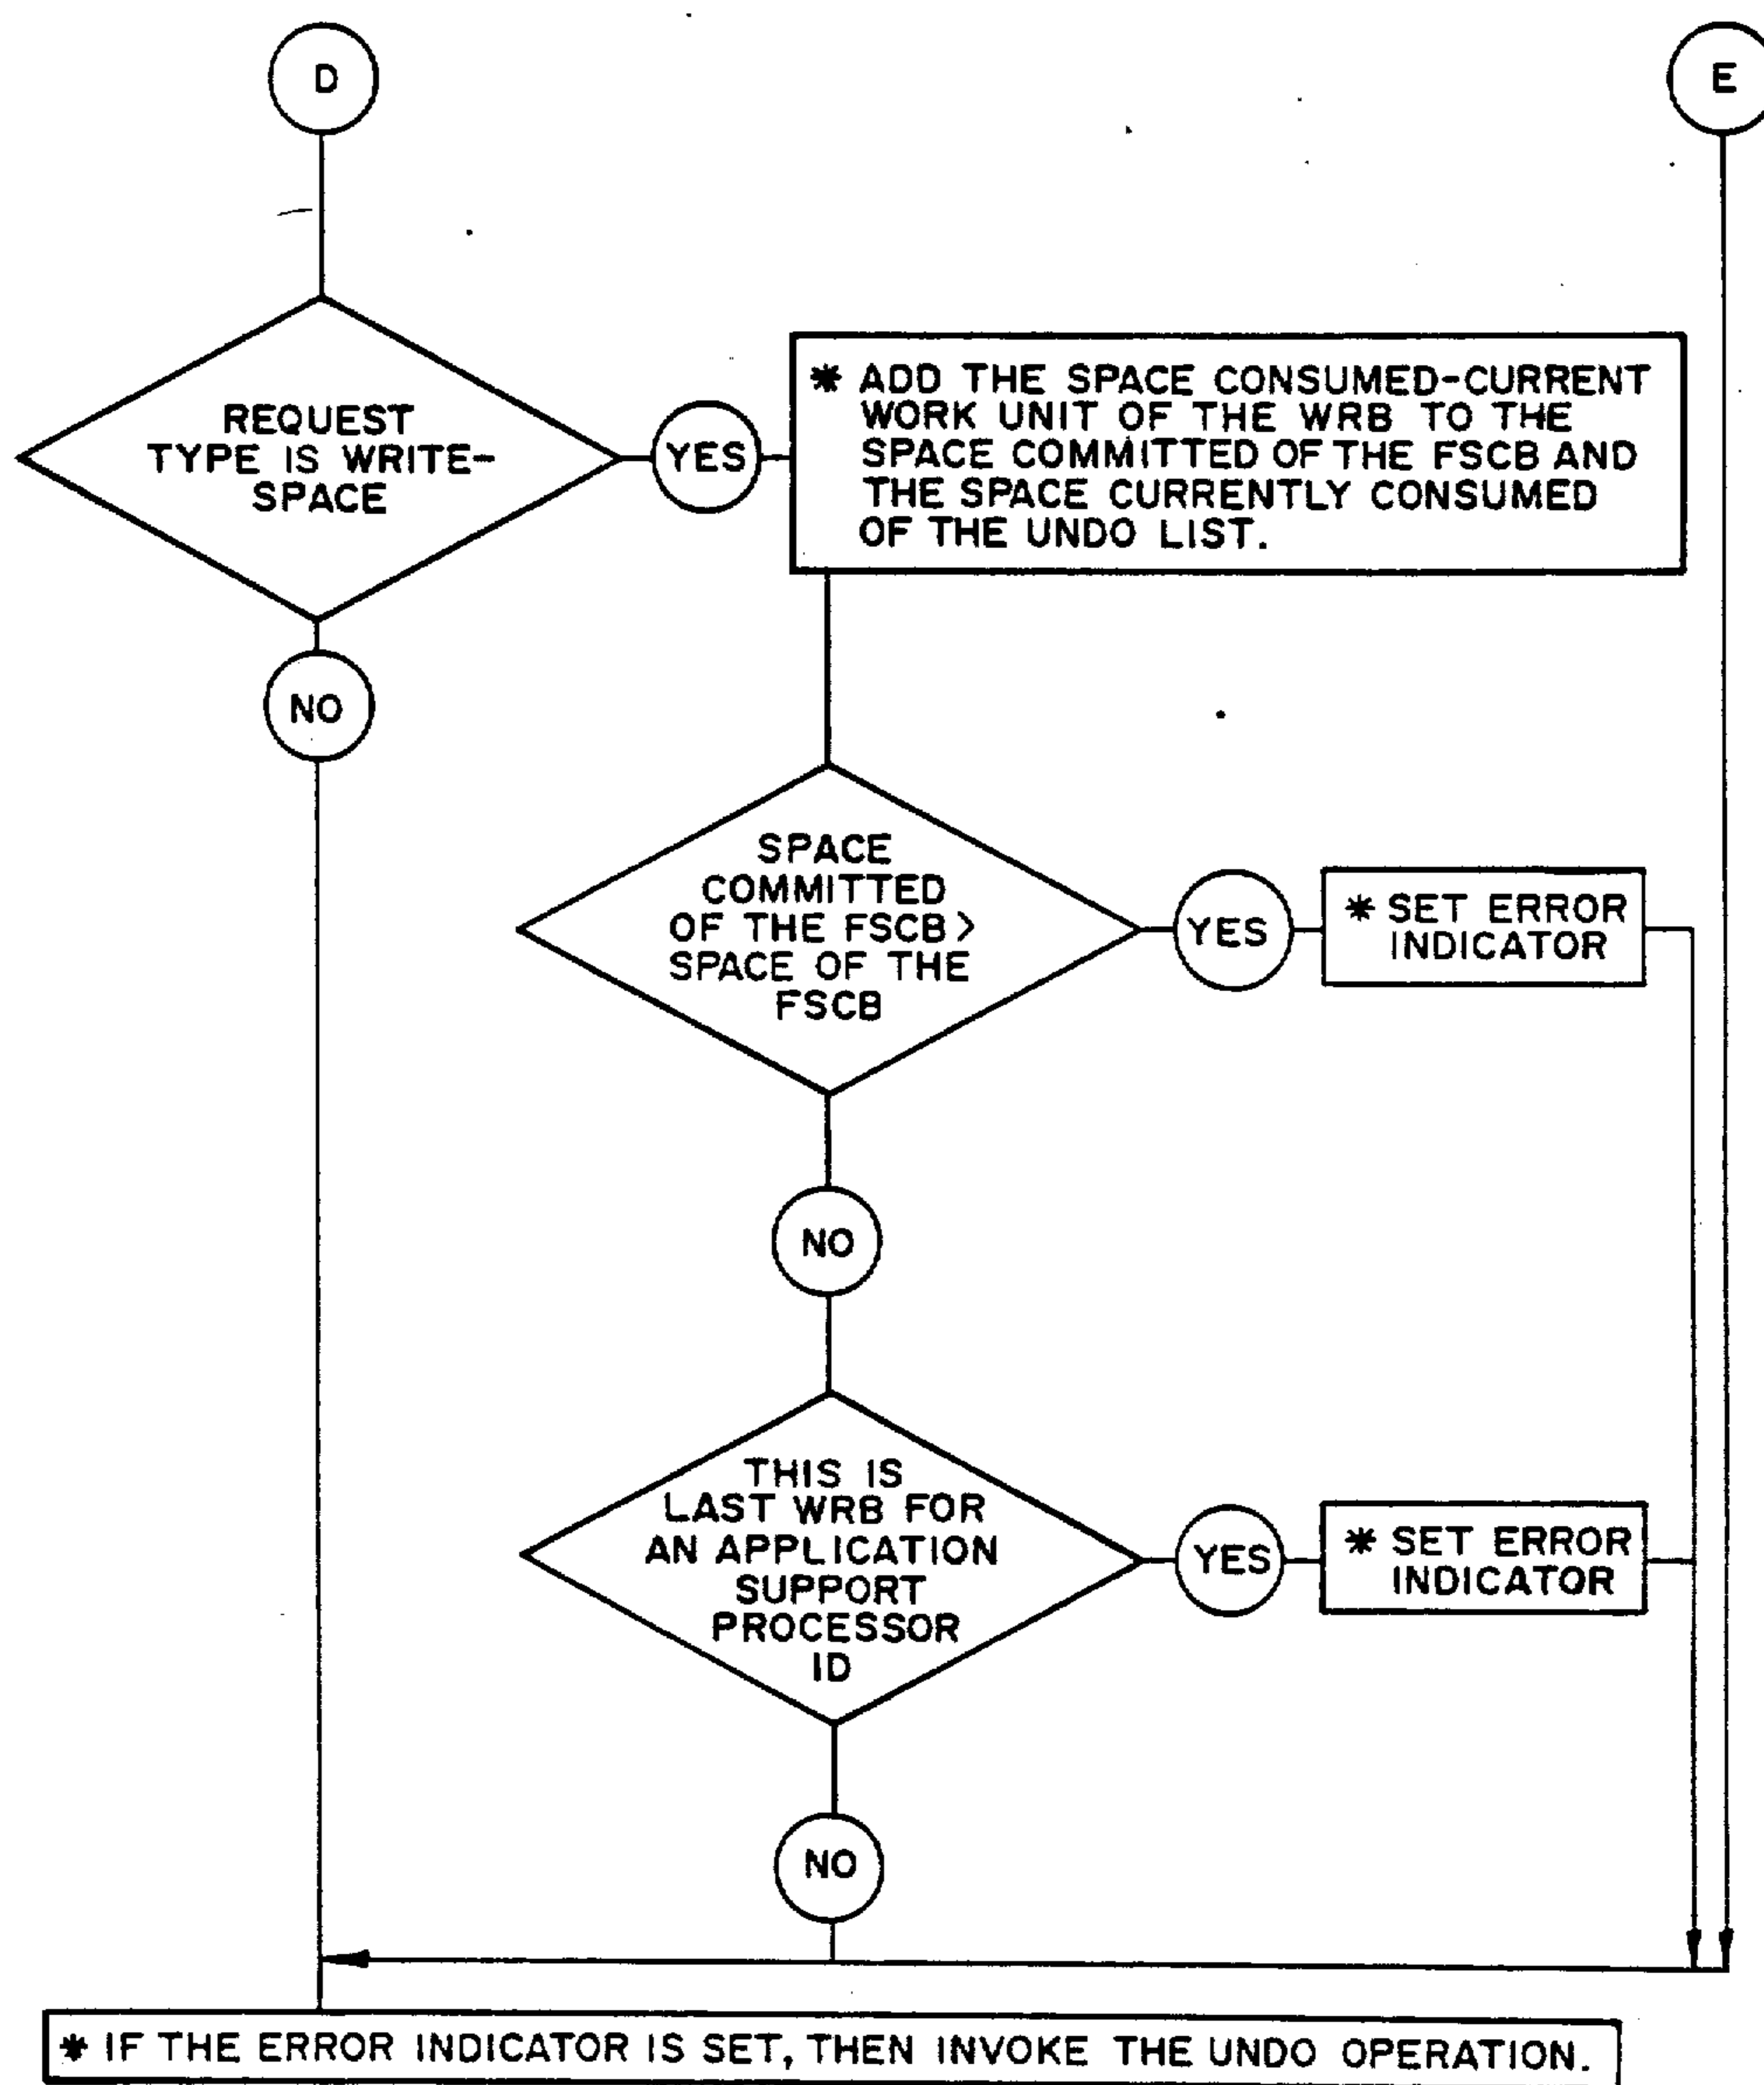 D
E
REQUEST
TYPE IS WRITE-
SPACE
YES
* ADD THE SPACE CONSUMED-CURRENT
WORK UNIT OF THE WRB TO THE
SPACE COMMITTED OF THE FSCB AND
THE SPACE CURRENTLY CONSUMED
OF THE UNDO LIST.
NO
SPACE
COMMITTED
OF THE FSCB >
SPACE OF THE
FSCB
YES
* SET ERROR
INDICATOR
NO
THIS IS
LAST WRB FOR
AN APPLICATION
SUPPORT
PROCESSOR
ID
YES
* SET ERROR
INDICATOR
NO
* IF THE ERROR INDICATOR IS SET, THEN INVOKE THE UNDO OPERATION.